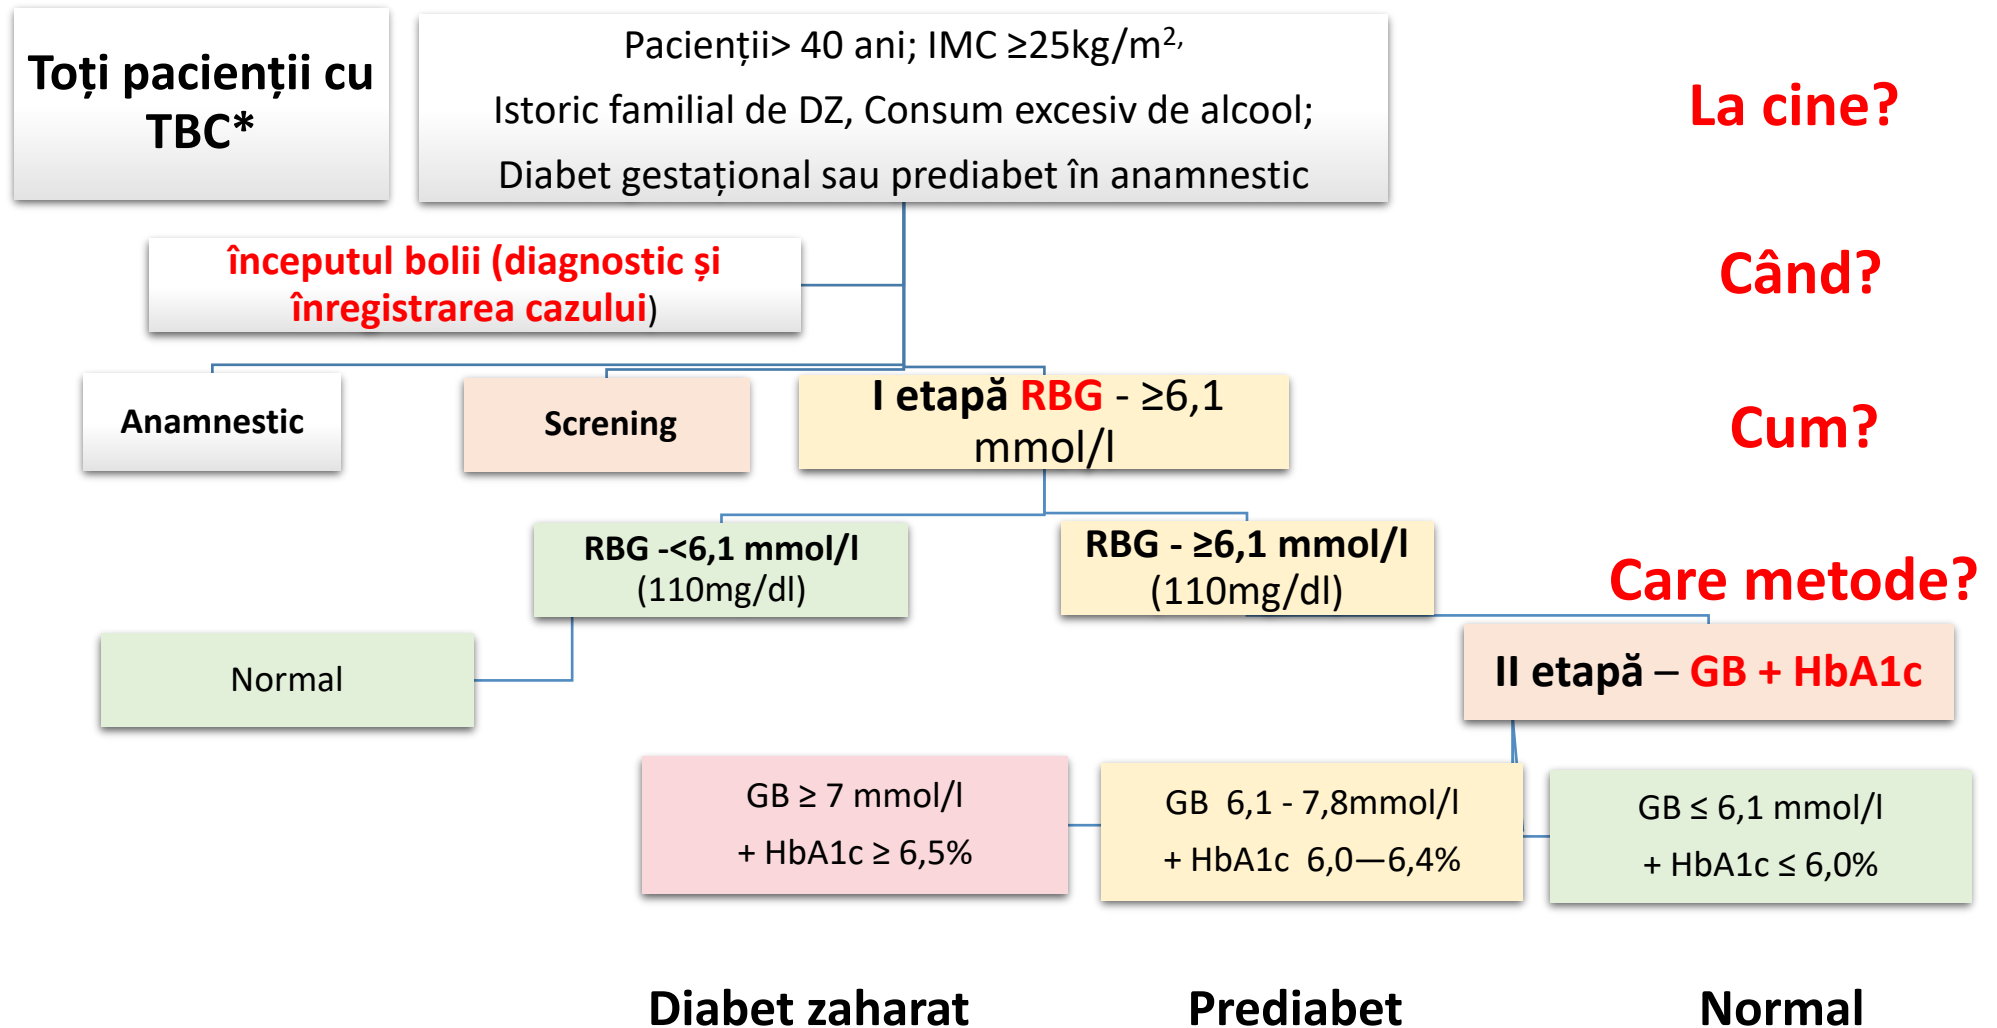 Toți pacienții cu
TBC*
Pacienții> 40 ani; IMC ≥25kg/m²,
Istoric familial de DZ, Consum excesiv de alcool;
Diabet gestațional sau prediabet în anamnestic
La cine?
începutul bolii (diagnostic și
înregistrarea cazului)
Când?
Anamnestic
Screning
I etapă RBG - ≥6,1
mmol/l
Cum?
RBG -<6,1 mmol/l
(110mg/dl)
RBG - ≥6,1 mmol/l
(110mg/dl)
Care metode?
Normal
II etapă – GB + HbA1c
GB ≥ 7 mmol/l
+ HbA1c ≥ 6,5%
GB  6,1 - 7,8mmol/l
+ HbA1c  6,0—6,4%
GB ≤ 6,1 mmol/l
+ HbA1c ≤ 6,0%
Diabet zaharat
Prediabet
Normal